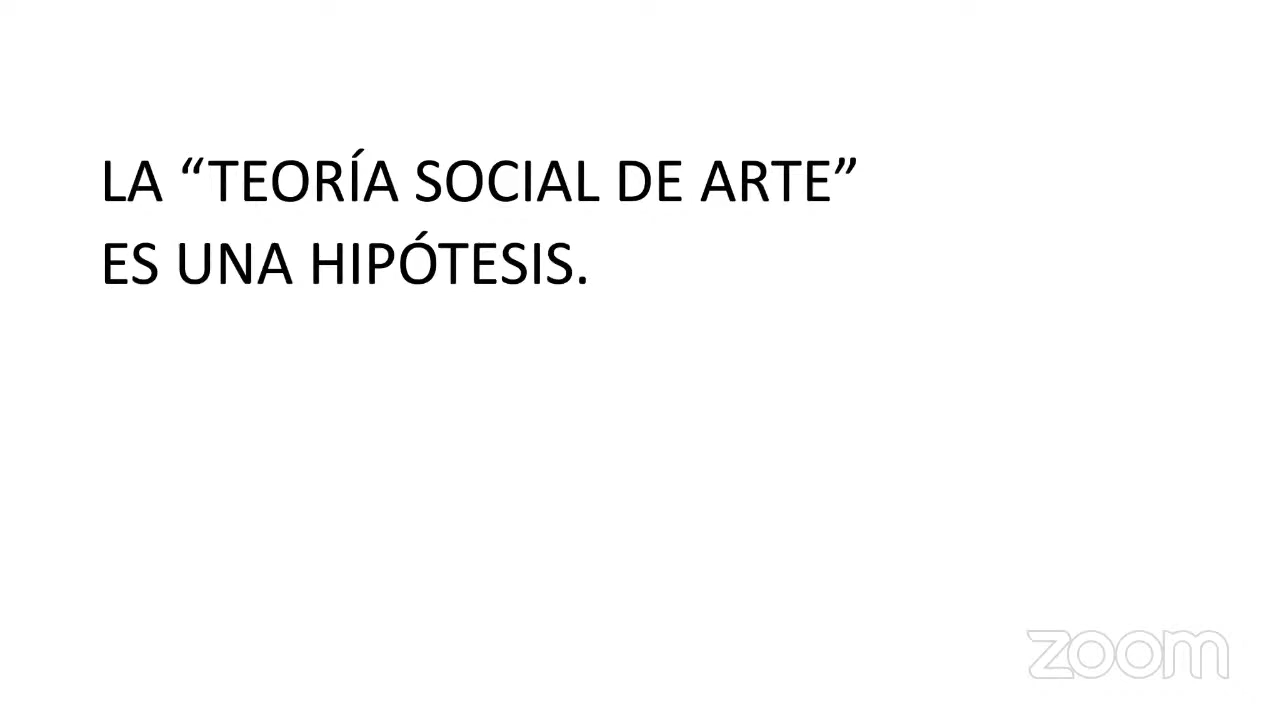 LA “TEORÍA SOCIAL DE ARTE”
ES UNA HIPÓTESIS.
zoom